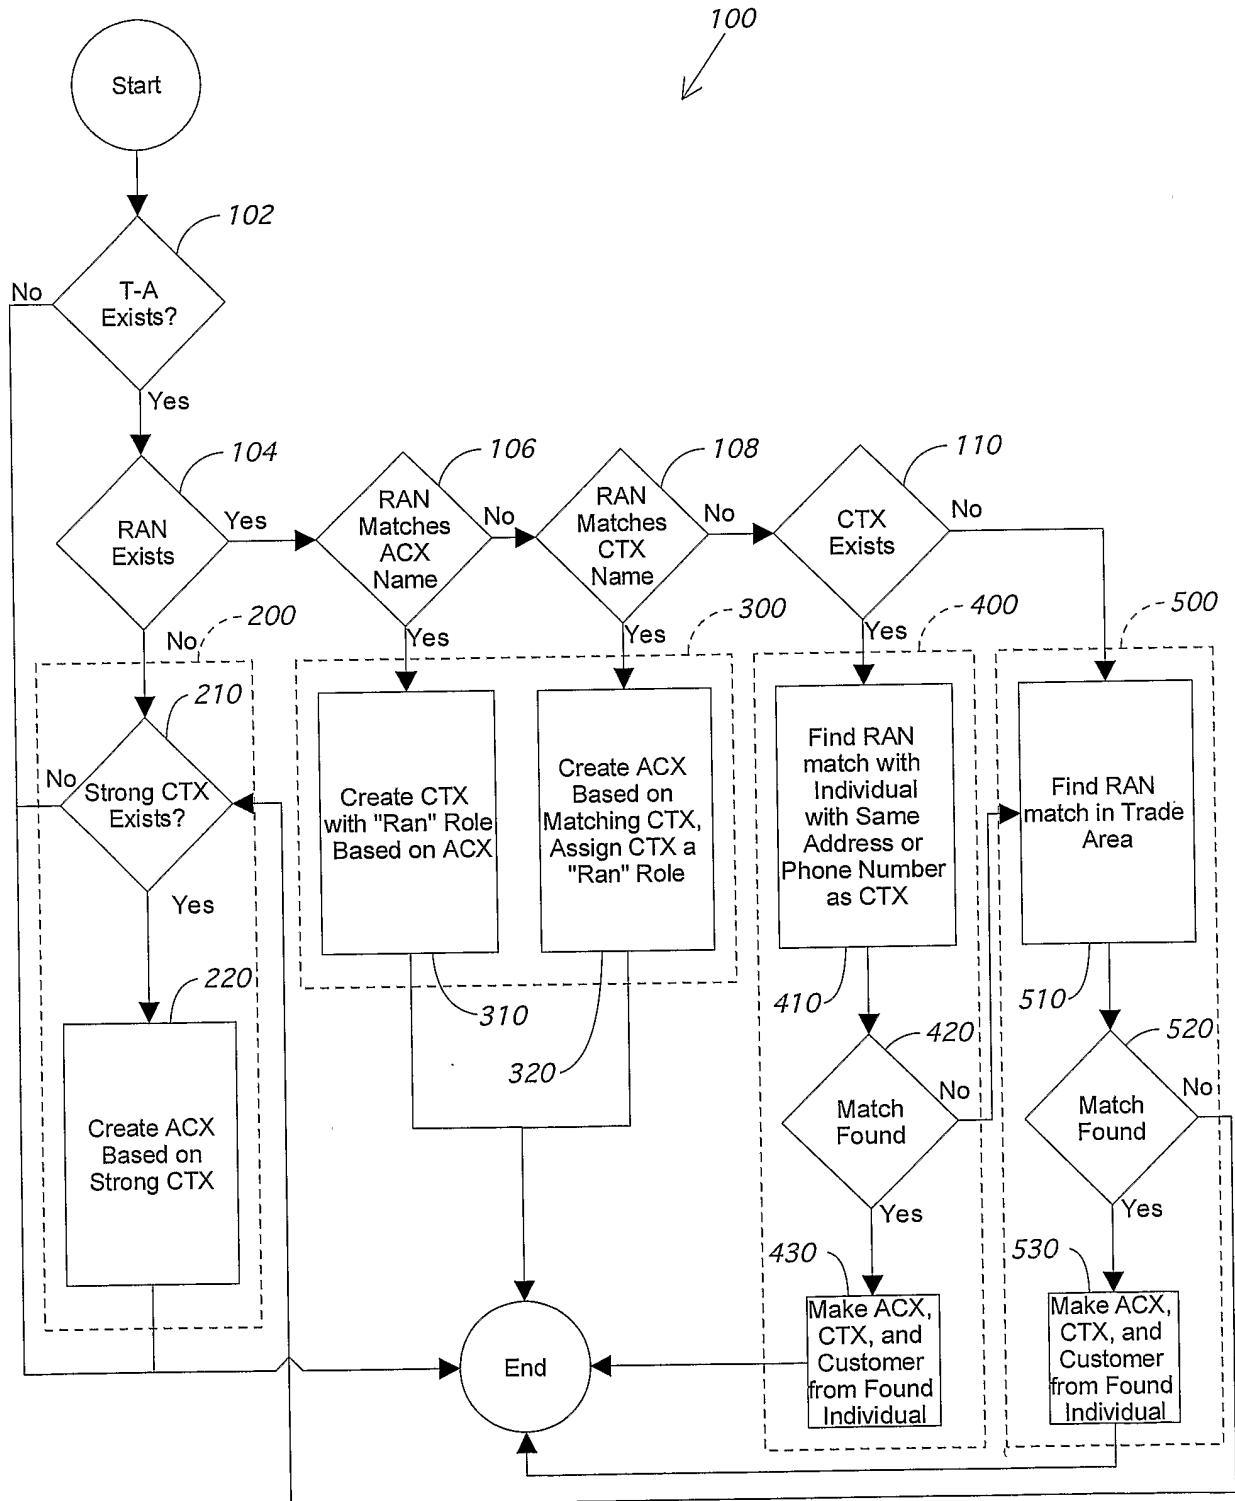 100
Start
102
No
T-A
Exists?
Yes
104
RAN
Exists
Yes
106
RAN
Matches
ACX
Name
No
108
RAN
Matches
CTX
Name
No
110
CTX
Exists
No
No
200
Yes
Yes
300
Yes
400
500
210
No
Strong CTX
Exists?
Yes
220
Create ACX
Based on
Strong CTX
Create CTX
with "Ran" Role
Based on ACX
310
Create ACX
Based on
Matching CTX,
Assign CTX a
"Ran" Role
320
Find RAN
match with
Individual
with Same
Address or
Phone Number
as CTX
410
420
Match
Found
No
Yes
430
Make ACX,
CTX, and
Customer
from Found
Individual
Find RAN
match in Trade
Area
510
520
Match
Found
No
Yes
530
Make ACX,
CTX, and
Customer
from Found
Individual
End